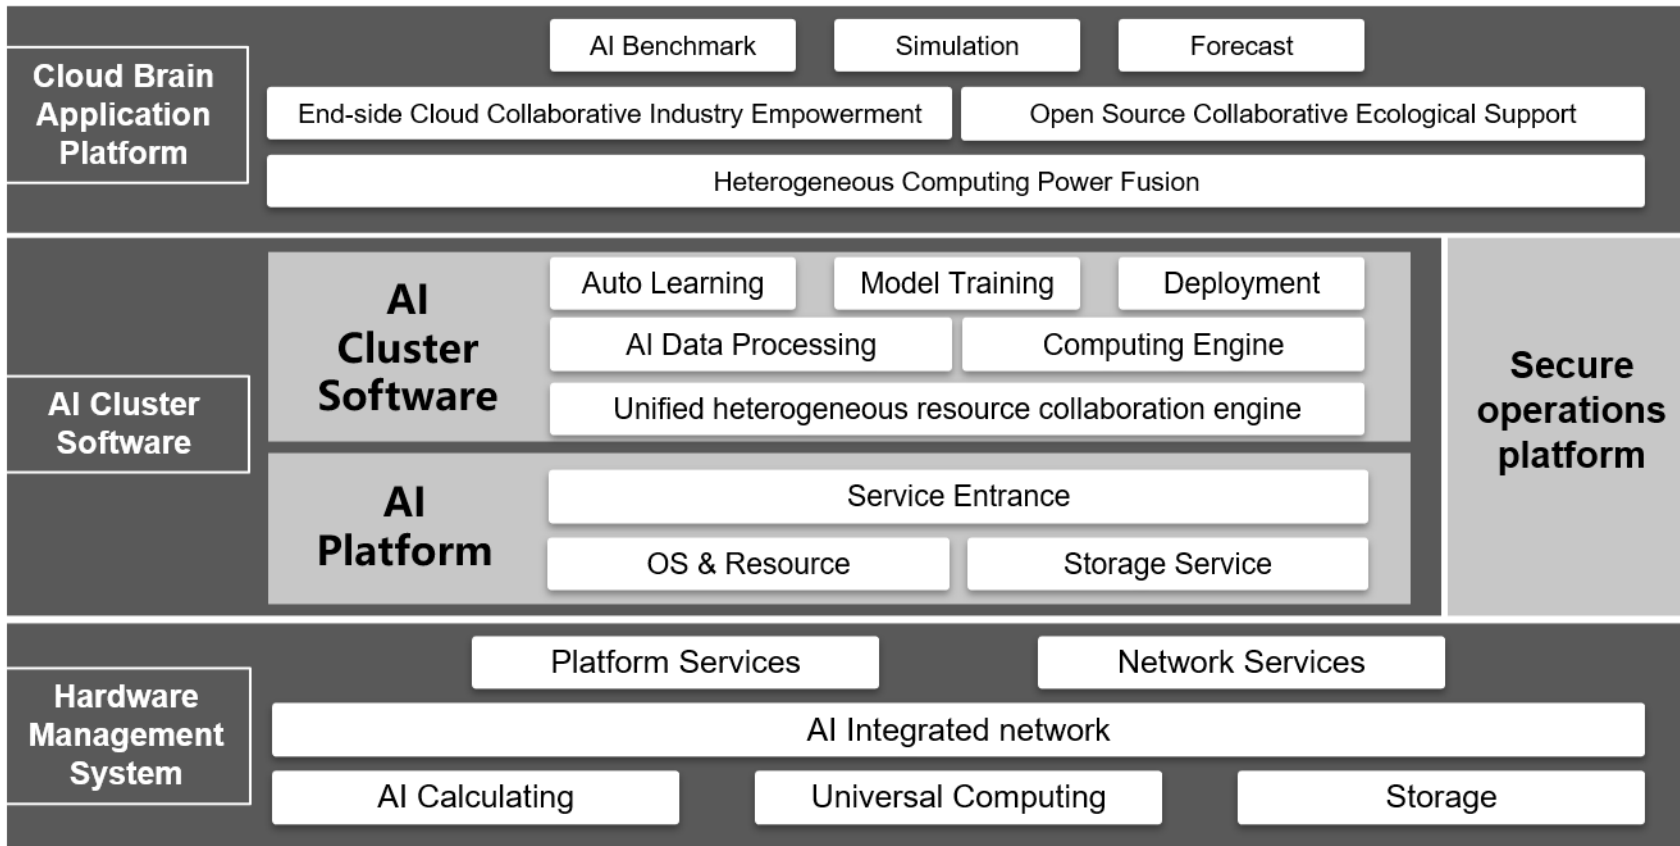 Cloud Brain
Application
Platform
AI Benchmark
Simulation
Forecast
End-side Cloud Collaborative Industry Empowerment
Open Source Collaborative Ecological Support
Heterogeneous Computing Power Fusion
AI Cluster
Software
AI
Cluster
Software
Auto Learning
Model Training
Deployment
AI Data Processing
Computing Engine
Unified heterogeneous resource collaboration engine
AI
Platform
Service Entrance
OS & Resource
Storage Service
Secure
operations
platform
Hardware
Management
System
Platform Services
Network Services
AI Integrated network
AI Calculating
Universal Computing
Storage